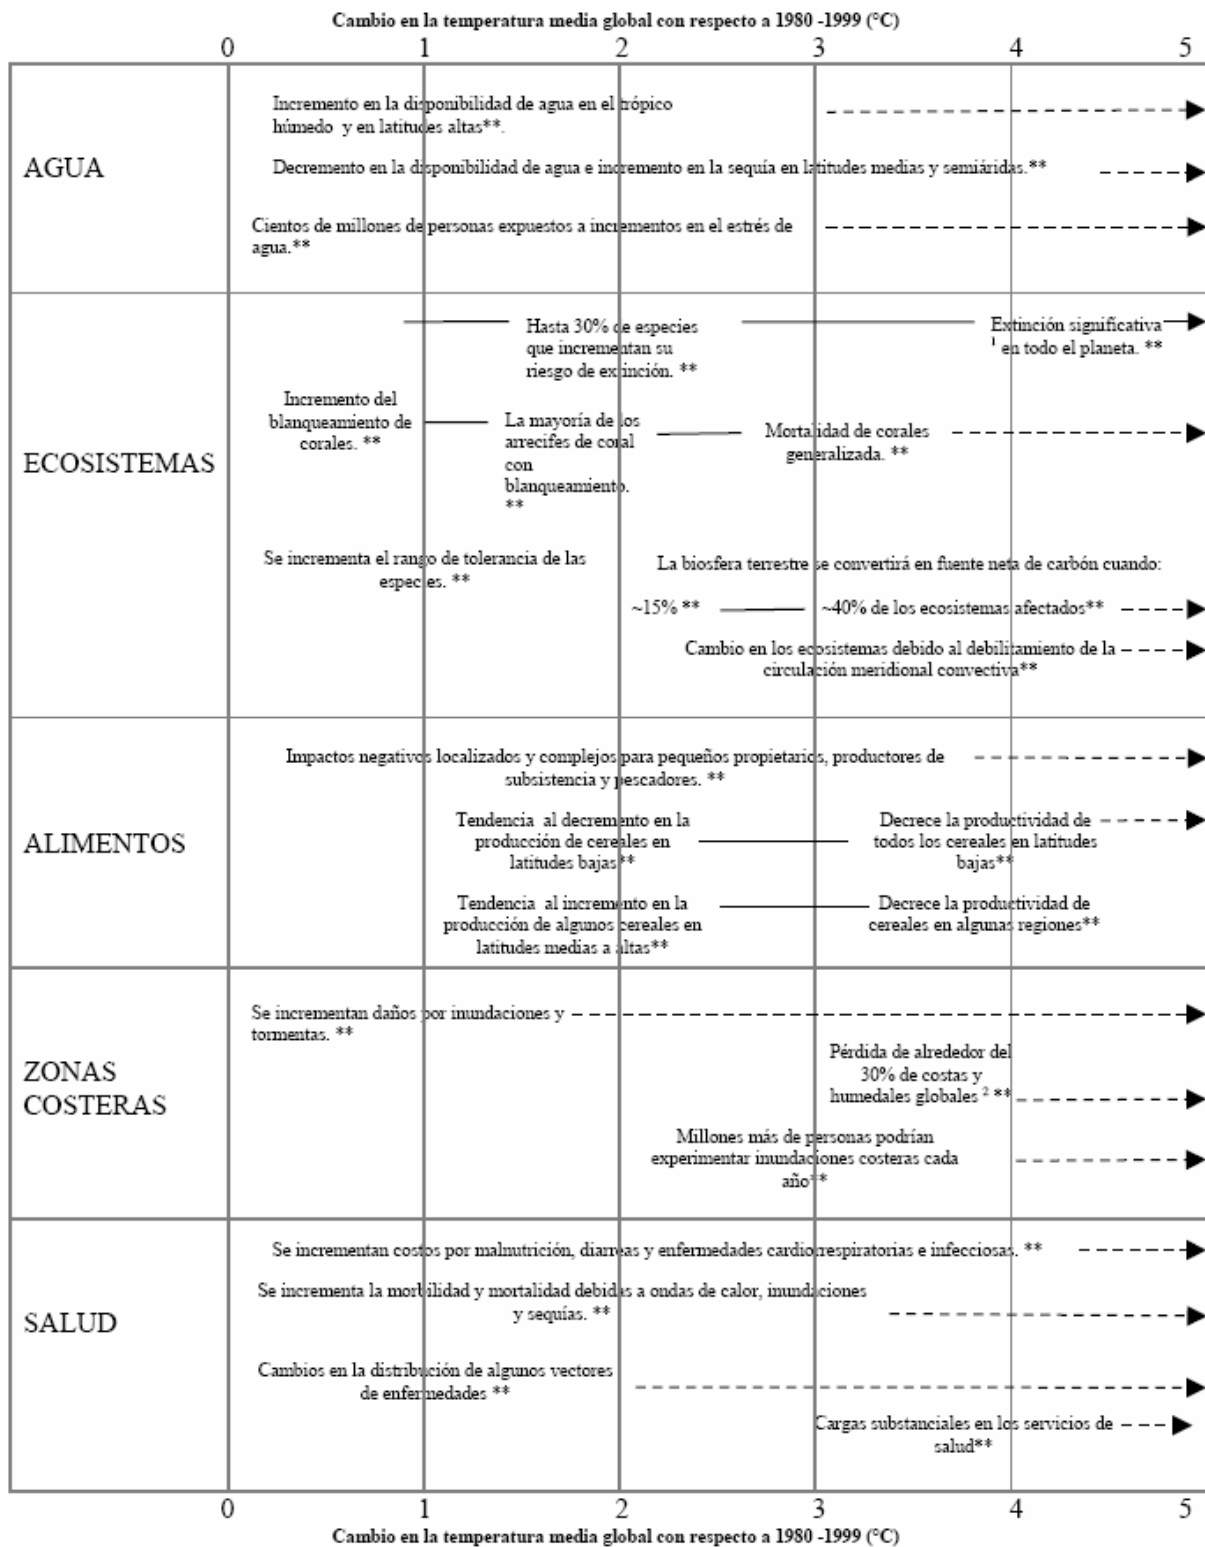 Cambio en la temperatura media global con respecto a 1980 -1999 (°C)
0 1 2 3 4 5
AGUA
Incremento en la disponibilidad de agua en el trópico
húmedo y en latitudes altas**.
Decremento en la disponibilidad de agua e incremento en la sequía en latitudes medias y semiáridas.**
Cientos de millones de personas expuestos a incrementos en el estrés de
agua.**
ECOSISTEMAS
Hasta 30% de especies
que incrementan su
riesgo de extinción. **
Extinción significativa
1 en todo el planeta. **
Incremento del
blanqueamiento de
corales. **
La mayoría de los
arrecifes de coral
con
blanqueamiento.
**
Mortalidad de corales
generalizada. **
Se incrementa el rango de tolerancia de las
especies. **
La biosfera terrestre se convertirá en fuente neta de carbón cuando:
~15% **
~40% de los ecosistemas afectados**
Cambio en los ecosistemas debido al debilitamiento de la
circulación meridional convectiva**
ALIMENTOS
Impactos negativos localizados y complejos para pequeños propietarios, productores de
subsistencia y pescadores. **
Tendencia al decremento en la
producción de cereales en
latitudes bajas**
Decrece la productividad de
todos los cereales en latitudes
bajas**
Tendencia al incremento en la
producción de algunos cereales en
latitudes medias a altas**
Decrece la productividad de
cereales en algunas regiones**
ZONAS
COSTERAS
Se incrementan daños por inundaciones y
tormentas. **
Pérdida de alrededor del
30% de costas y
humedales globales 2 **
Millones más de personas podrían
experimentar inundaciones costeras cada
año**
SALUD
Se incrementan costos por malnutrición, diarreas y enfermedades cardiorrespiratorias e infecciosas. **
Se incrementa la morbilidad y mortalidad debidas a ondas de calor, inundaciones
y sequías. **
Cambios en la distribución de algunos vectores
de enfermedades **
Cargas substanciales en los servicios de
salud**
0 1 2 3 4 5
Cambio en la temperatura media global con respecto a 1980 -1999 (°C)